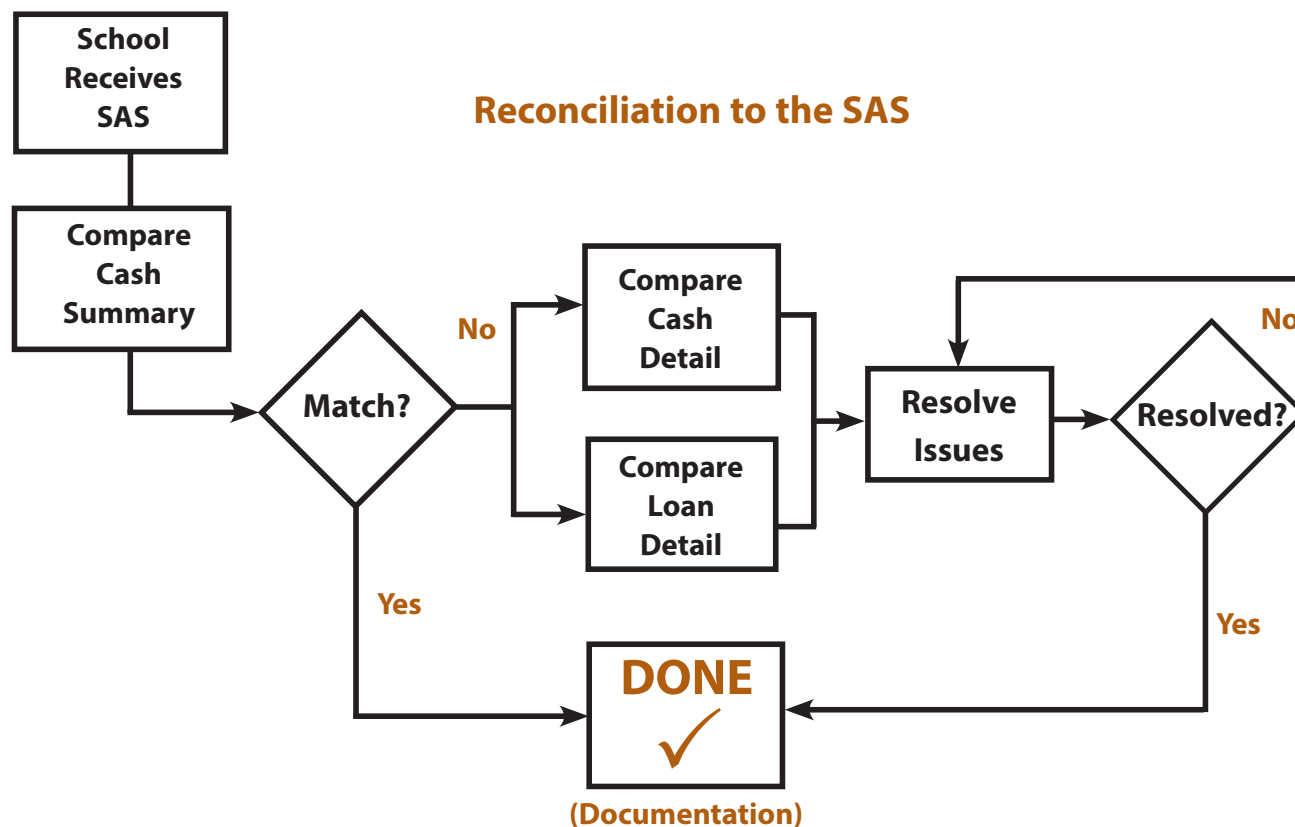 School
Receives
SAS
Reconciliation to the SAS
Compare
Cash
Summary
Match?
No
Compare
Cash
Detail
Compare
Loan
Detail
Resolve
Issues
Resolved?
No
Yes
Yes
DONE
(Documentation)